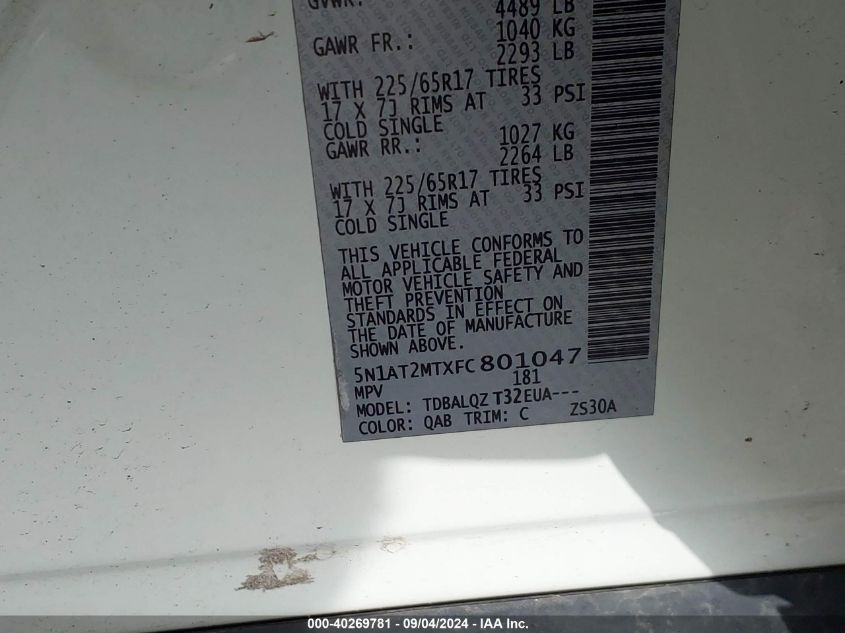 GVWR: 4489 LB
GAWR FR.: 1040 KG
2293 LB
WITH 225/65R17 TIRES
17 X 7J RIMS AT 33 PSI
COLD SINGLE
GAWR RR.: 1027 KG
2264 LB
WITH 225/65R17 TIRES
17 X 7J RIMS AT 33 PSI
COLD SINGLE
THIS VEHICLE CONFORMS TO
ALL APPLICABLE FEDERAL
MOTOR VEHICLE SAFETY AND
THEFT PREVENTION
STANDARDS IN EFFECT ON
THE DATE OF MANUFACTURE
SHOWN ABOVE.
5N1AT2MTXFC801047
MPV 181
MODEL: TDBALQZ T32EUA---
COLOR: QAB TRIM: C ZS30A
000-40269781 - 09/04/2024 - IAA Inc.